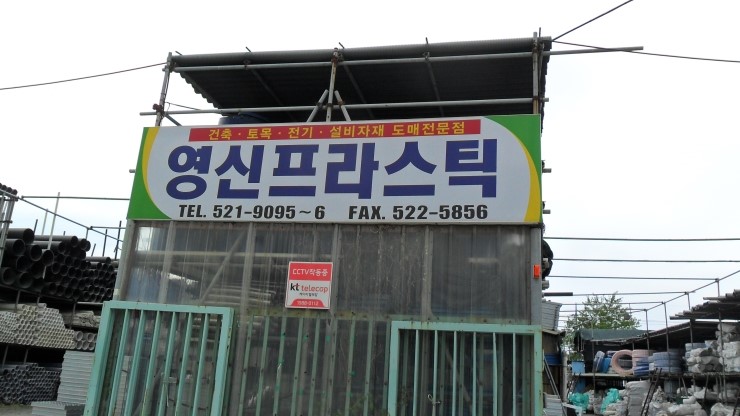 건축·토목·전기·설비자재 도매전문점
영신프라스틱
TEL. 521-9095~6 FAX. 522-5856
CCTV작동중
kt telecop